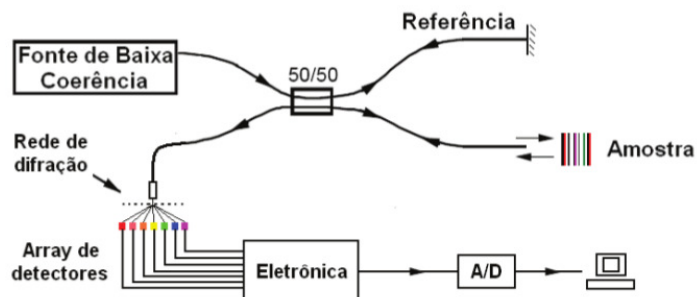 Referência
Fonte de Baixa
Coerência
50/50
Amostra
Rede de
difração
Array de
detectores
Eletrônica
A/D